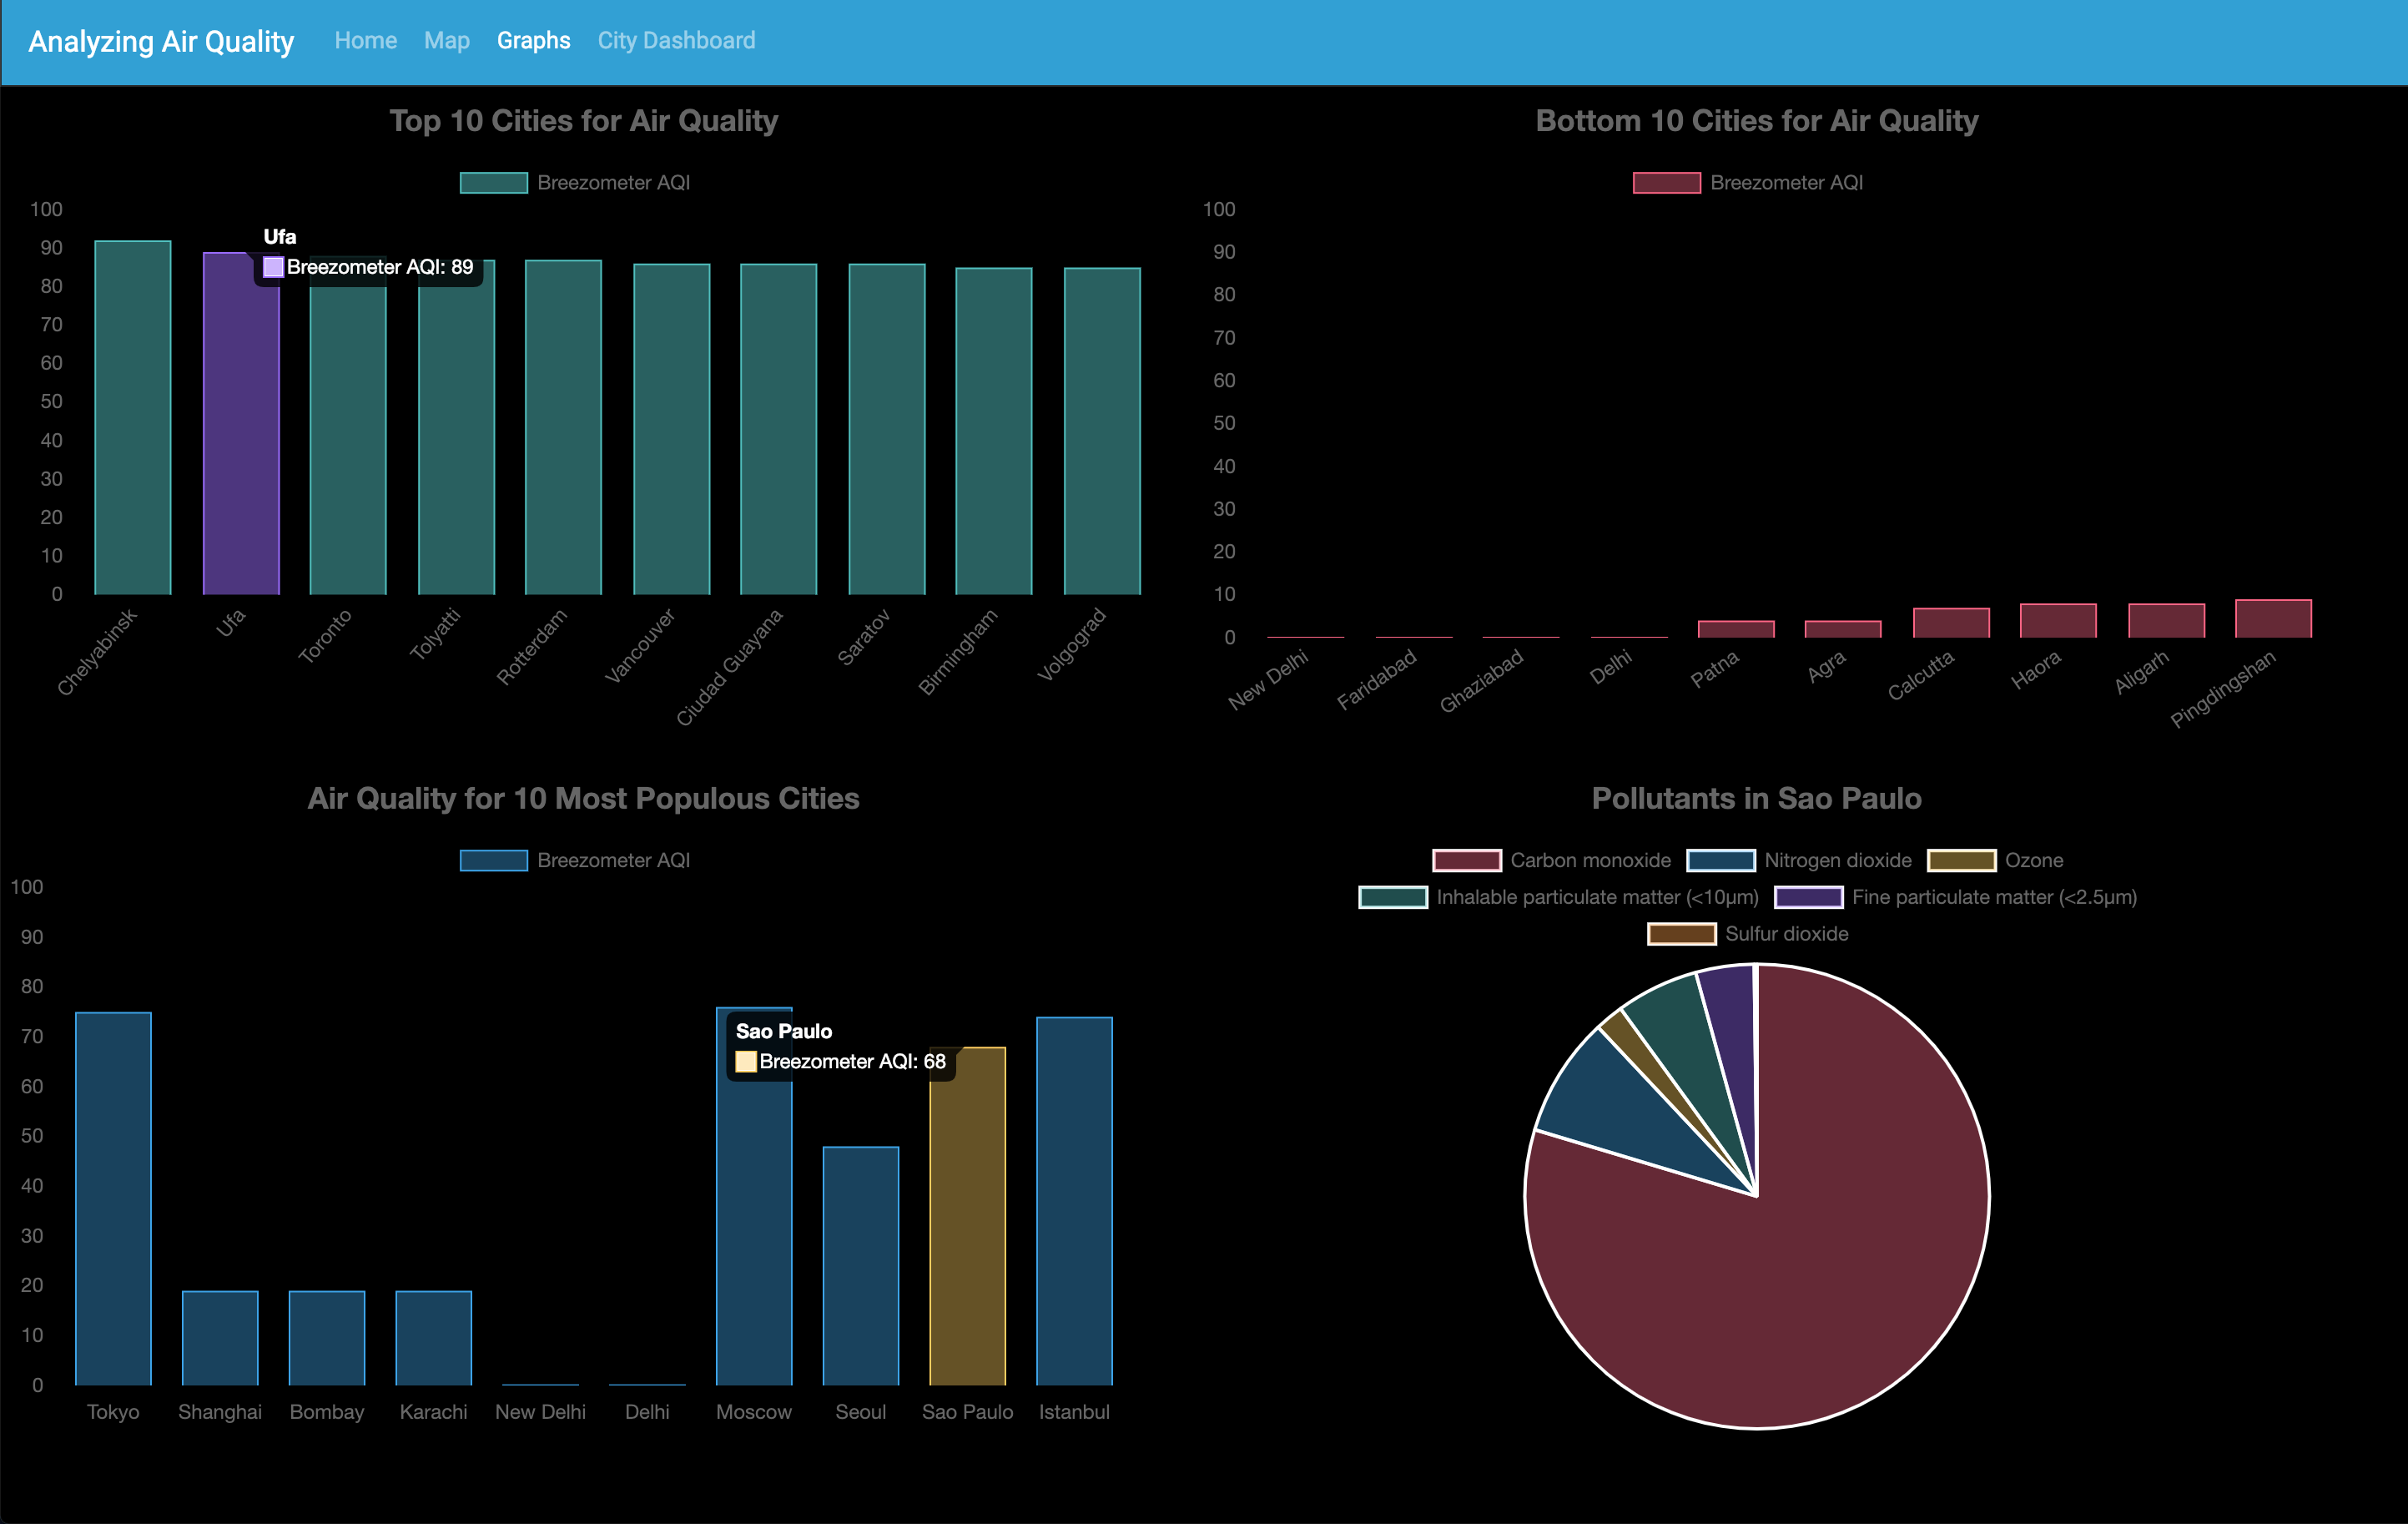 Analyzing Air Quality Home Map Graphs City Dashboard
Top 10 Cities for Air Quality
Breezometer AQI
100
90
80
70
60
50
40
30
20
10
0
Ufa
Breezometer AQI: 89
Chelyabinsk Ufa Toronto Tolyatti Rotterdam Vancouver Ciudad Guayana Saratov Birmingham Volgograd
Bottom 10 Cities for Air Quality
Breezometer AQI
100
90
80
70
60
50
40
30
20
10
0
New Delhi Faridabad Ghaziabad Delhi Patna Agra Calcutta Haora Aligarh Pingdingshan
Air Quality for 10 Most Populous Cities
Breezometer AQI
100
90
80
70
60
50
40
30
20
10
0
Sao Paulo
Breezometer AQI: 68
Tokyo Shanghai Bombay Karachi New Delhi Delhi Moscow Seoul Sao Paulo Istanbul
Pollutants in Sao Paulo
Carbon monoxide Nitrogen dioxide Ozone
Inhalable particulate matter (<10µm) Fine particulate matter (<2.5µm)
Sulfur dioxide